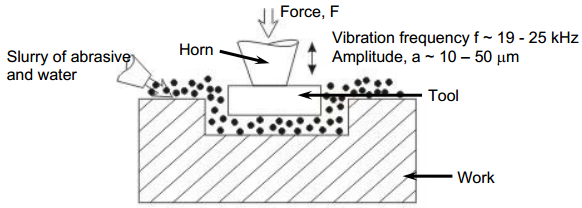 Force, F
Vibration frequency f ~ 19 - 25 kHz
Amplitude, a ~ 10 – 50 μm
Horn
Slurry of abrasive
and water
Tool
Work